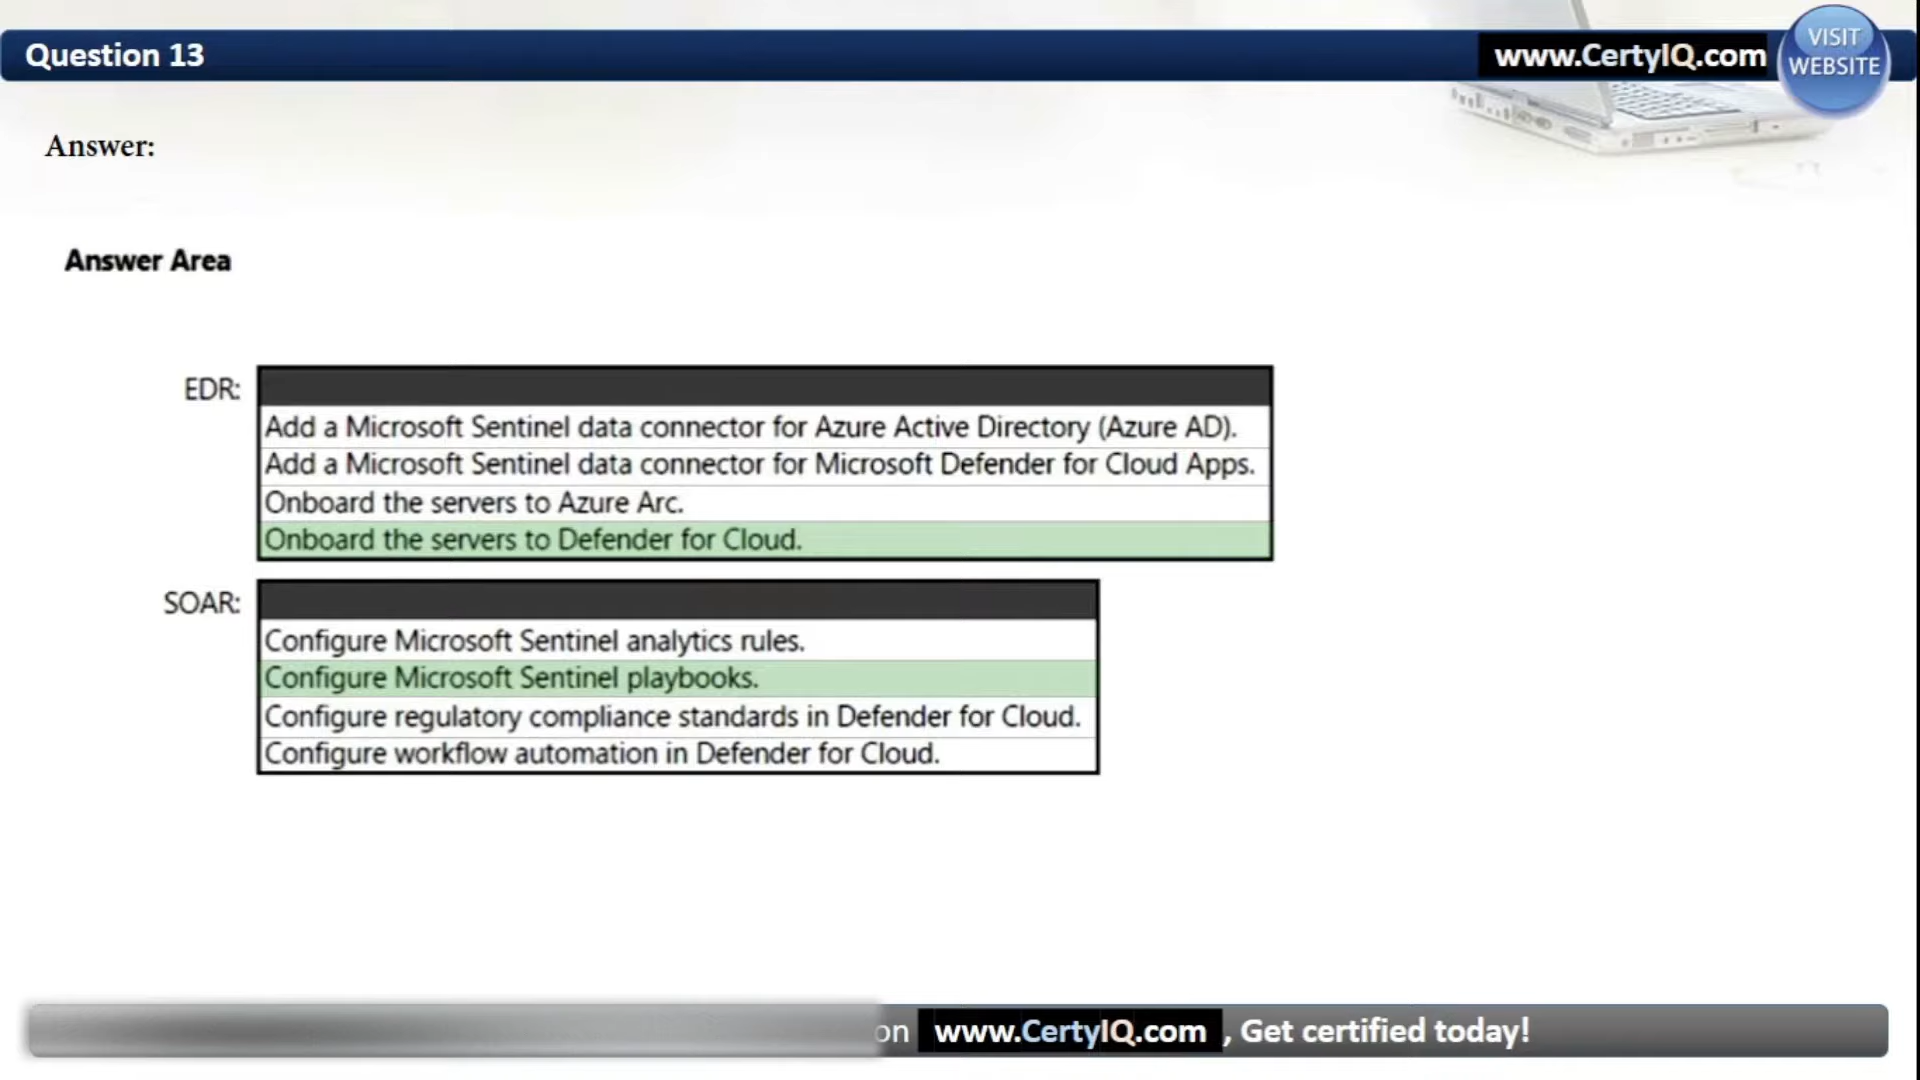 Question 13
www.CertyIQ.com
VISIT
WEBSITE
Answer:
Answer Area
EDR:
Add a Microsoft Sentinel data connector for Azure Active Directory (Azure AD).
Add a Microsoft Sentinel data connector for Microsoft Defender for Cloud Apps.
Onboard the servers to Azure Arc.
Onboard the servers to Defender for Cloud.
SOAR:
Configure Microsoft Sentinel analytics rules.
Configure Microsoft Sentinel playbooks.
Configure regulatory compliance standards in Defender for Cloud.
Configure workflow automation in Defender for Cloud.
on www.CertyIQ.com , Get certified today!